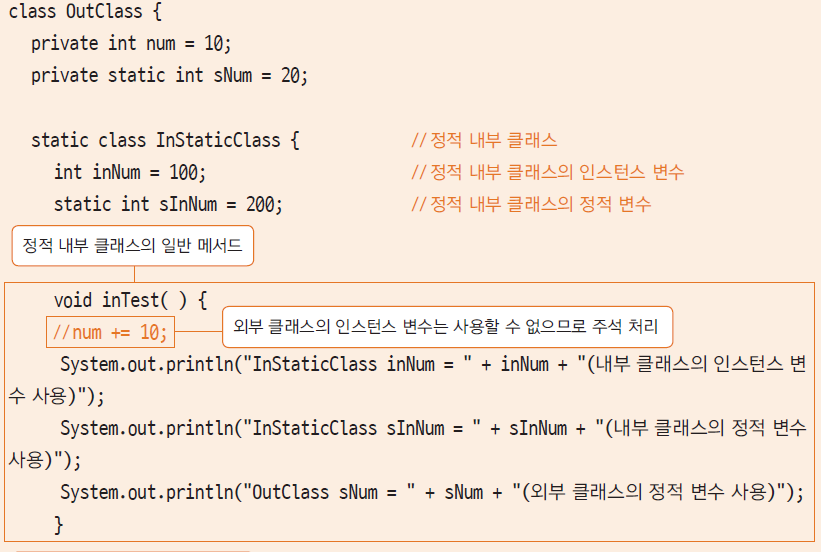 class OutClass {
private int num = 10;
private static int sNum = 20;
static class InStaticClass { //정적 내부 클래스
int inNum = 100; //정적 내부 클래스의 인스턴스 변수
static int sInNum = 200; //정적 내부 클래스의 정적 변수
정적 내부 클래스의 일반 메서드
void inTest( ) {
//num += 10; 외부 클래스의 인스턴스 변수는 사용할 수 없으므로 주석 처리
System.out.println("InStaticClass inNum = " + inNum + "(내부 클래스의 인스턴스 변
수 사용)");
System.out.println("InStaticClass sInNum = " + sInNum + "(내부 클래스의 정적 변수
사용)");
System.out.println("OutClass sNum = " + sNum + "(외부 클래스의 정적 변수 사용)");
}